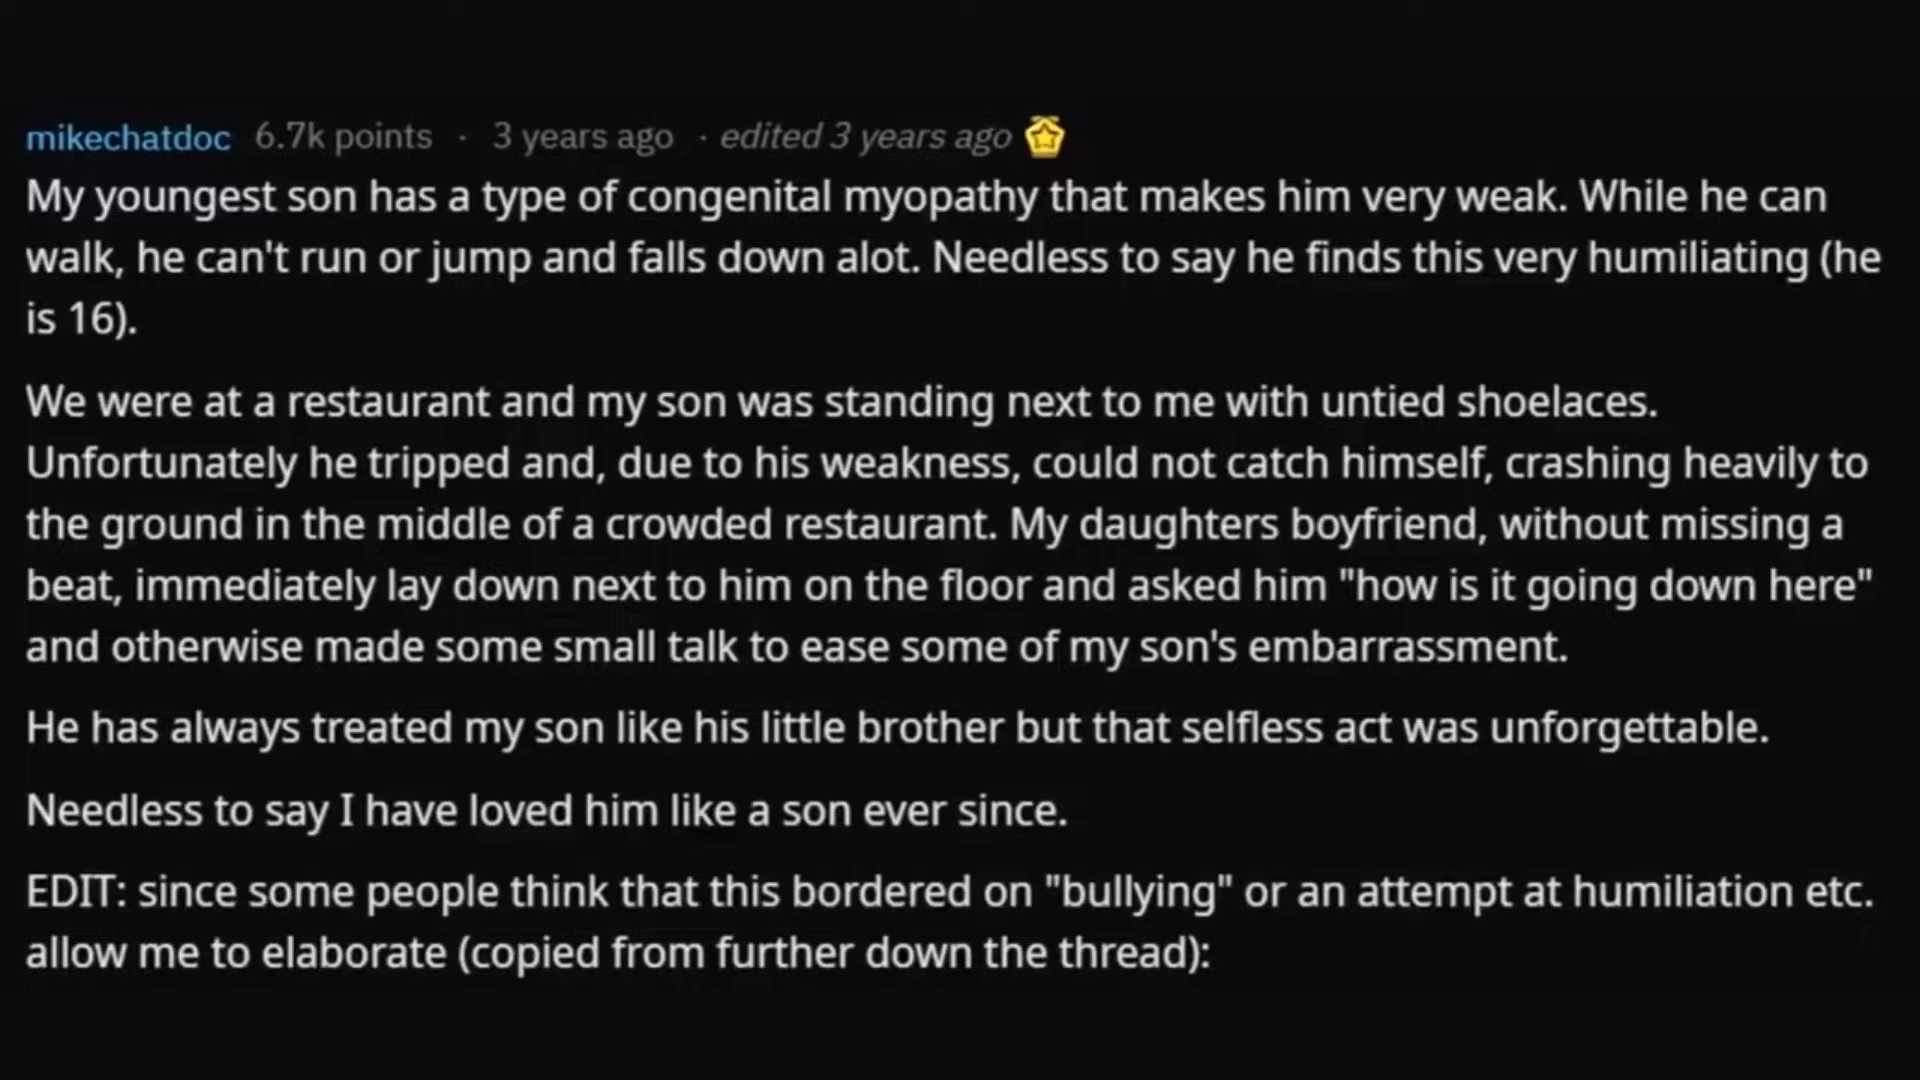 mikechatdoc 6.7k points · 3 years ago · edited 3 years ago
My youngest son has a type of congenital myopathy that makes him very weak. While he can
walk, he can't run or jump and falls down alot. Needless to say he finds this very humiliating (he
is 16).
We were at a restaurant and my son was standing next to me with untied shoelaces.
Unfortunately he tripped and, due to his weakness, could not catch himself, crashing heavily to
the ground in the middle of a crowded restaurant. My daughters boyfriend, without missing a
beat, immediately lay down next to him on the floor and asked him "how is it going down here"
and otherwise made some small talk to ease some of my son's embarrassment.
He has always treated my son like his little brother but that selfless act was unforgettable.
Needless to say I have loved him like a son ever since.
EDIT: since some people think that this bordered on "bullying" or an attempt at humiliation etc.
allow me to elaborate (copied from further down the thread):